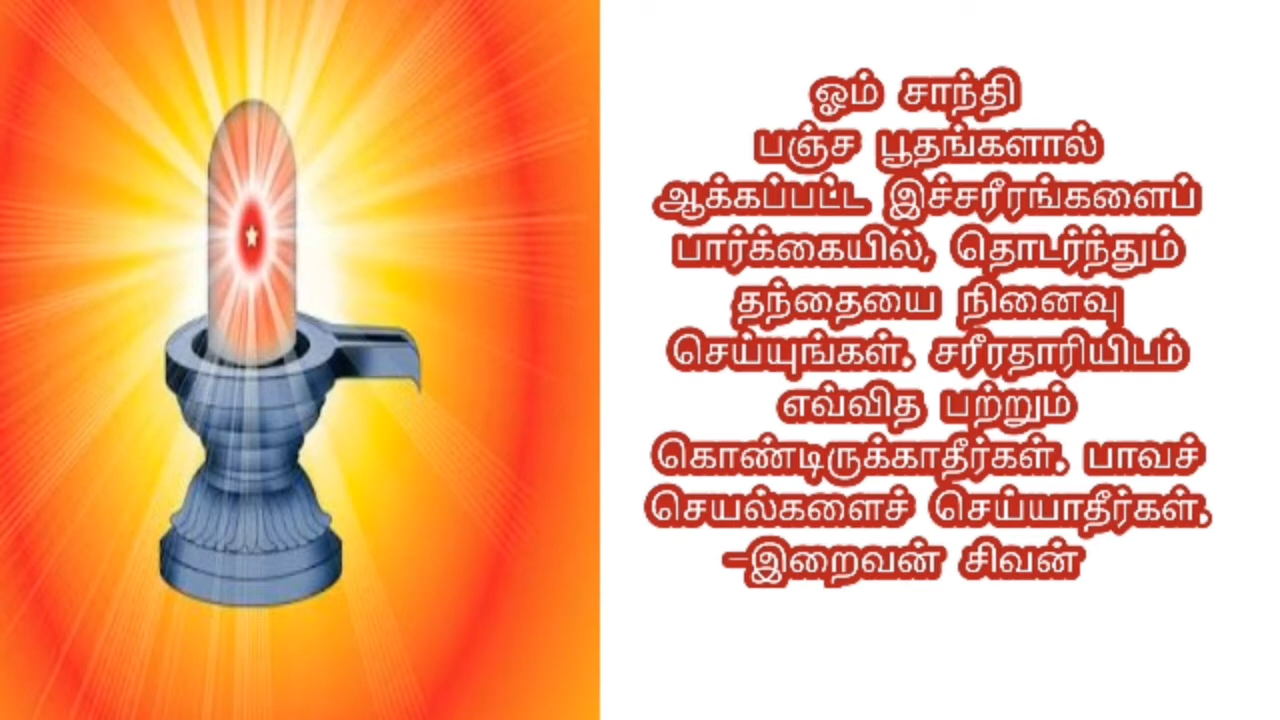 ஓம் சாந்தி
பஞ்ச பூதங்களால்
ஆக்கப்பட்ட இச்சரீரங்களைப்
பார்க்கையில், தொடர்ந்தும்
தந்தையை நினைவு
செய்யுங்கள். சரீரதாரியிடம்
எவ்வித பற்றும்
கொண்டிருக்காதீர்கள். பாவச்
செயல்களைச் செய்யாதீர்கள்.
-இறைவன் சிவன்